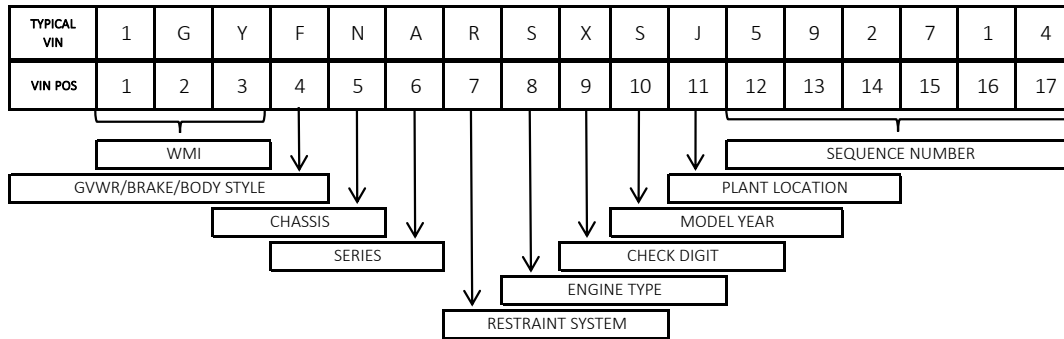 TYPICAL VIN 1 G Y F N A R S X S J 5 9 2 7 1 4
VIN POS 1 2 3 4 5 6 7 8 9 10 11 12 13 14 15 16 17
WMI SEQUENCE NUMBER
GVWR/BRAKE/BODY STYLE PLANT LOCATION
CHASSIS MODEL YEAR
SERIES CHECK DIGIT
ENGINE TYPE
RESTRAINT SYSTEM